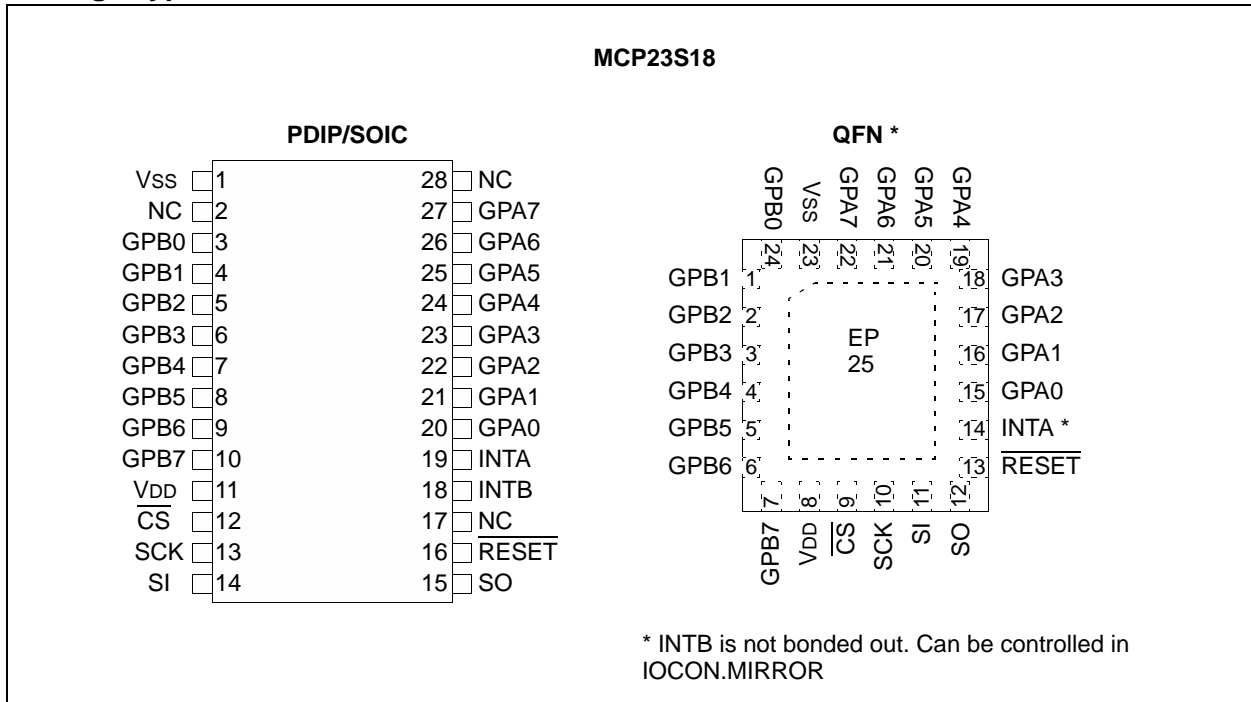 MCP23S18
PDIP/SOIC
VSS 1 28 NC
NC 2 27 GPA7
GPB0 3 26 GPA6
GPB1 4 25 GPA5
GPB2 5 24 GPA4
GPB3 6 23 GPA3
GPB4 7 22 GPA2
GPB5 8 21 GPA1
GPB6 9 20 GPA0
GPB7 10 19 INTA
VDD 11 18 INTB
CS 12 17 NC
SCK 13 16 RESET
SI 14 15 SO
QFN *
GPB0 VSS GPA7 GPA6 GPA5 GPA4
24 23 22 21 20 19
GPB1 1 18 GPA3
GPB2 2 17 GPA2
GPB3 3 EP 16 GPA1
25
GPB4 4 15 GPA0
GPB5 5 14 INTA *
GPB6 6 13 RESET
7 8 9 10 11 12
GPB7 VDD CS SCK SI SO
* INTB is not bonded out. Can be controlled in
IOCON.MIRROR